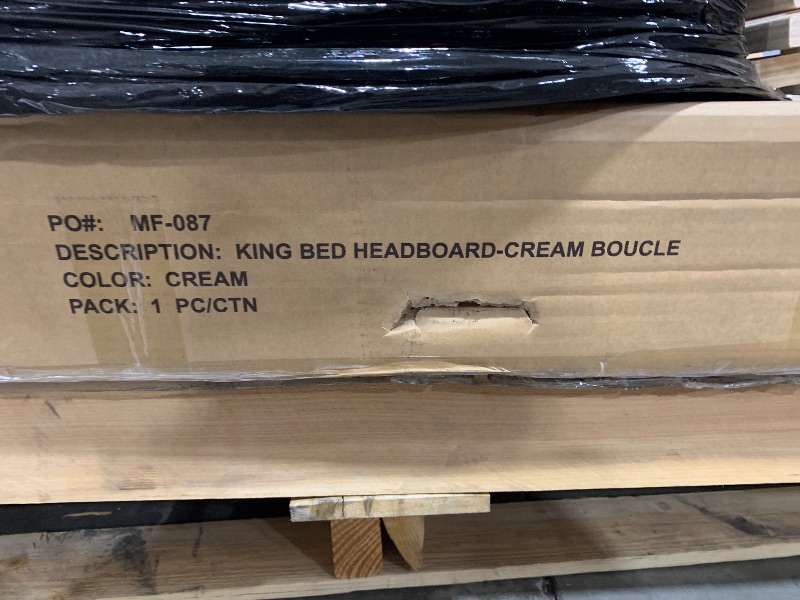 PO#: MF-087
DESCRIPTION: KING BED HEADBOARD-CREAM BOUCLE
COLOR: CREAM
PACK: 1 PC/CTN